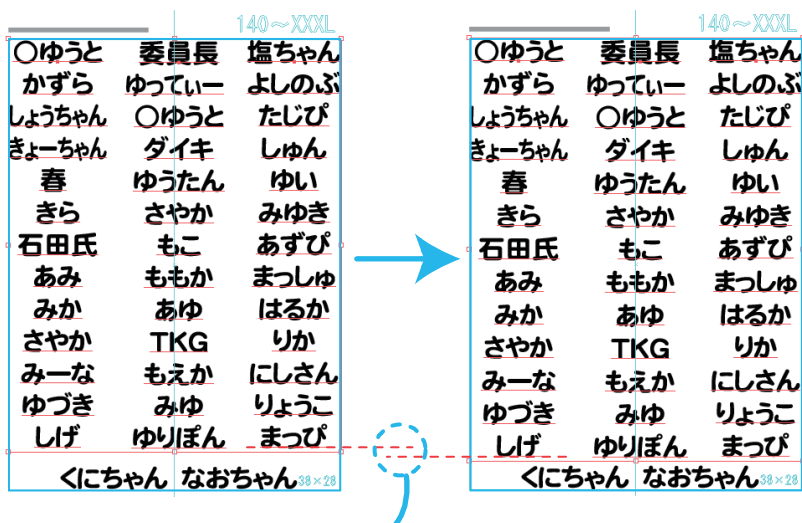 140〜XXXL
〇ゆうと 委員長 塩ちゃん
かずら ゆってぃー よしのぶ
しょうちゃん 〇ゆうと たじぴ
きょーちゃん ダイキ しゅん
春 ゆうたん ゆい
きら さやか みゆき
石田氏 もこ あずぴ
あみ ももか まっしゅ
みか あゆ はるか
さやか TKG りか
みーな もえか にしさん
ゆづき みゆ りょうこ
しげ ゆりぽん まっぴ
くにちゃん なおちゃん 38×28
140〜XXXL
〇ゆうと 委員長 塩ちゃん
かずら ゆってぃー よしのぶ
しょうちゃん 〇ゆうと たじぴ
きょーちゃん ダイキ しゅん
春 ゆうたん ゆい
きら さやか みゆき
石田氏 もこ あずぴ
あみ ももか まっしゅ
みか あゆ はるか
さやか TKG りか
みーな もえか にしさん
ゆづき みゆ りょうこ
しげ ゆりぽん まっぴ
くにちゃん なおちゃん 38×28